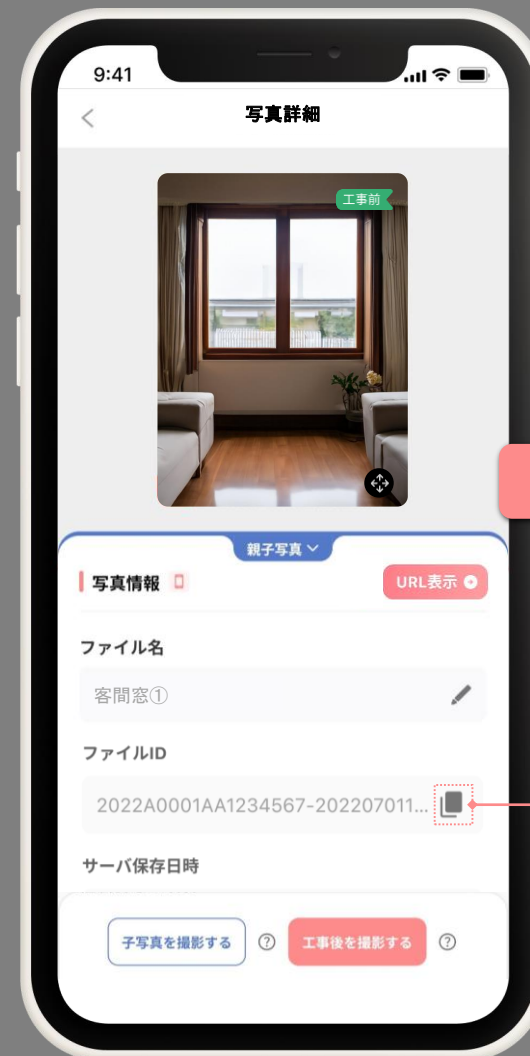 9:41
写真詳細
工事前
親子写真
写真情報
URL表示
ファイル名
客間窓①
ファイルID
2022A0001AA1234567-202207011...
サーバ保存日時
子写真を撮影する ? 工事後を撮影する ?